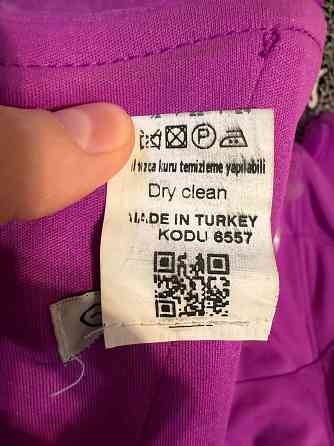 kuru temizleme yapılabili
Dry clean
MADE IN TURKEY
KODU 6557